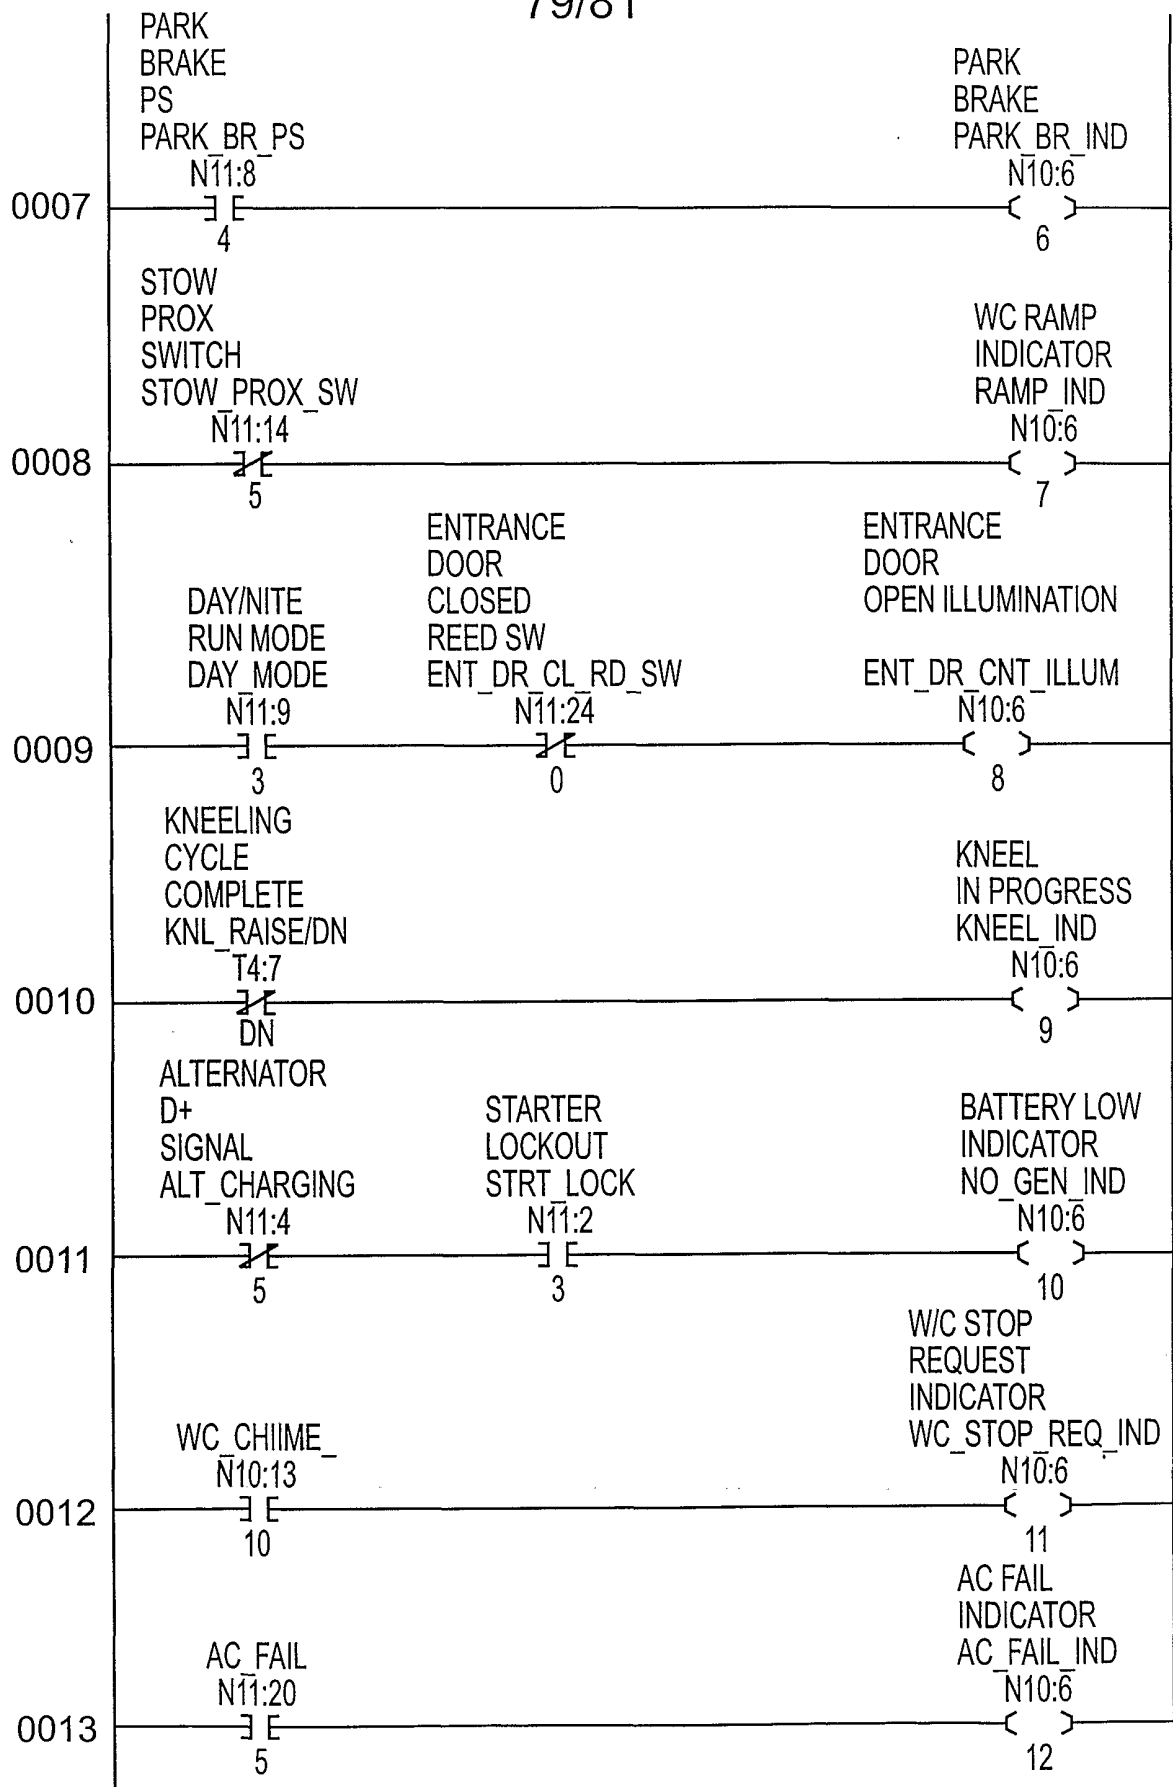 79/81
PARK
BRAKE
PS
PARK_BR_PS
N11:8
4
PARK
BRAKE
PARK_BR_IND
N10:6
6
0007
STOW
PROX
SWITCH
STOW_PROX_SW
N11:14
5
WC RAMP
INDICATOR
RAMP_IND
N10:6
7
0008
DAY/NITE
RUN MODE
DAY_MODE
N11:9
3
ENTRANCE
DOOR
CLOSED
REED SW
ENT_DR_CL_RD_SW
N11:24
0
ENTRANCE
DOOR
OPEN ILLUMINATION
ENT_DR_CNT_ILLUM
N10:6
8
0009
KNEELING
CYCLE
COMPLETE
KNL_RAISE/DN
T4:7
DN
KNEEL
IN PROGRESS
KNEEL_IND
N10:6
9
0010
ALTERNATOR
D+
SIGNAL
ALT_CHARGING
N11:4
5
STARTER
LOCKOUT
STRT_LOCK
N11:2
3
BATTERY LOW
INDICATOR
NO_GEN_IND
N10:6
10
0011
WC_CHIIME_
N10:13
10
W/C STOP
REQUEST
INDICATOR
WC_STOP_REQ_IND
N10:6
11
0012
AC_FAIL
N11:20
5
AC FAIL
INDICATOR
AC_FAIL_IND
N10:6
12
0013